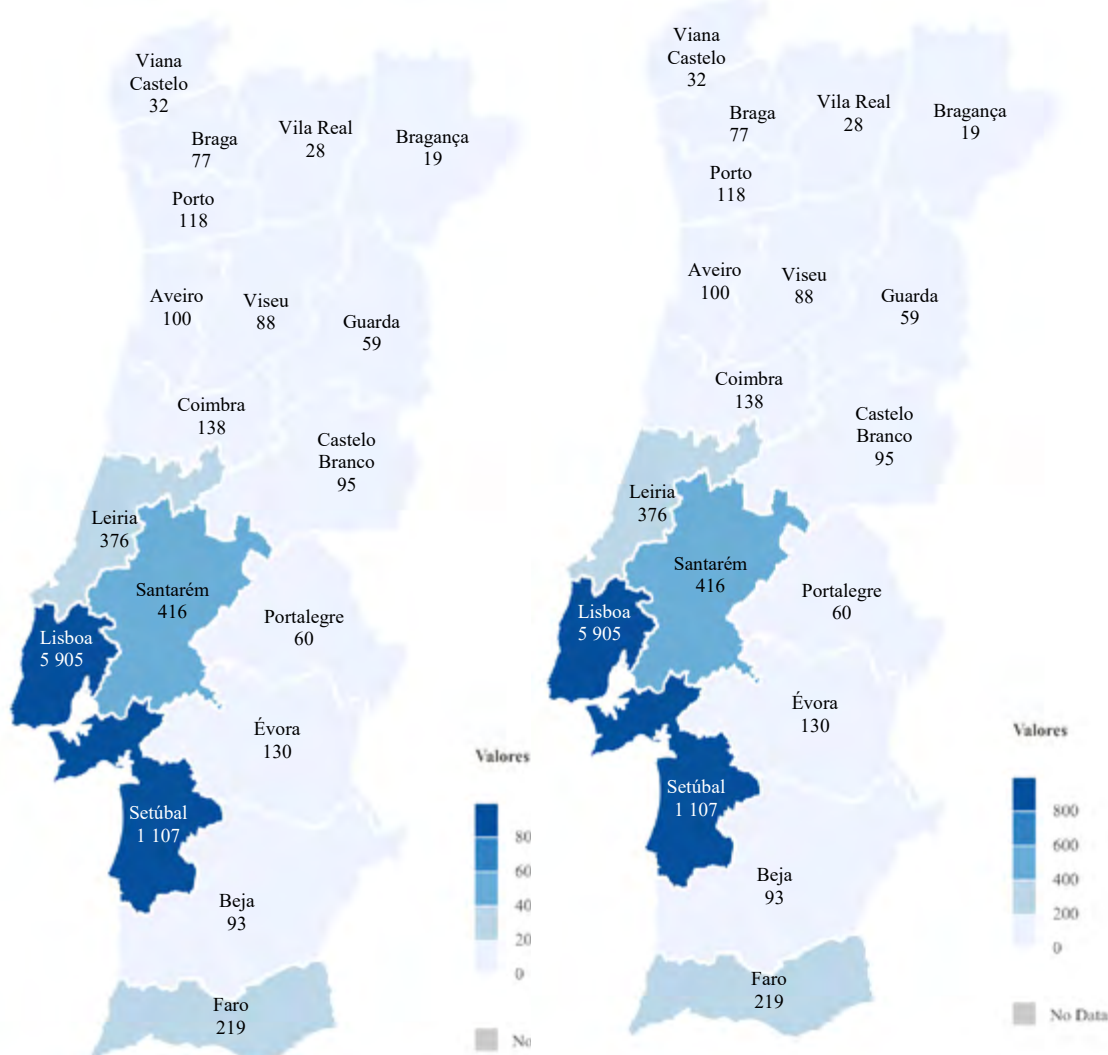 Viana
Castelo
32
Braga
77
Vila Real
28
Bragança
19
Porto
118
Aveiro
100
Viseu
88
Guarda
59
Coimbra
138
Castelo
Branco
95
Leiria
376
Santarém
416
Lisboa
5 905
Portalegre
60
Évora
130
Setúbal
1 107
Beja
93
Faro
219
Valores
80
60
40
20
0
No
Viana
Castelo
32
Braga
77
Vila Real
28
Bragança
19
Porto
118
Aveiro
100
Viseu
88
Guarda
59
Coimbra
138
Castelo
Branco
95
Leiria
376
Santarém
416
Lisboa
5 905
Portalegre
60
Évora
130
Setúbal
1 107
Beja
93
Faro
219
Valores
800
600
400
200
0
No Data